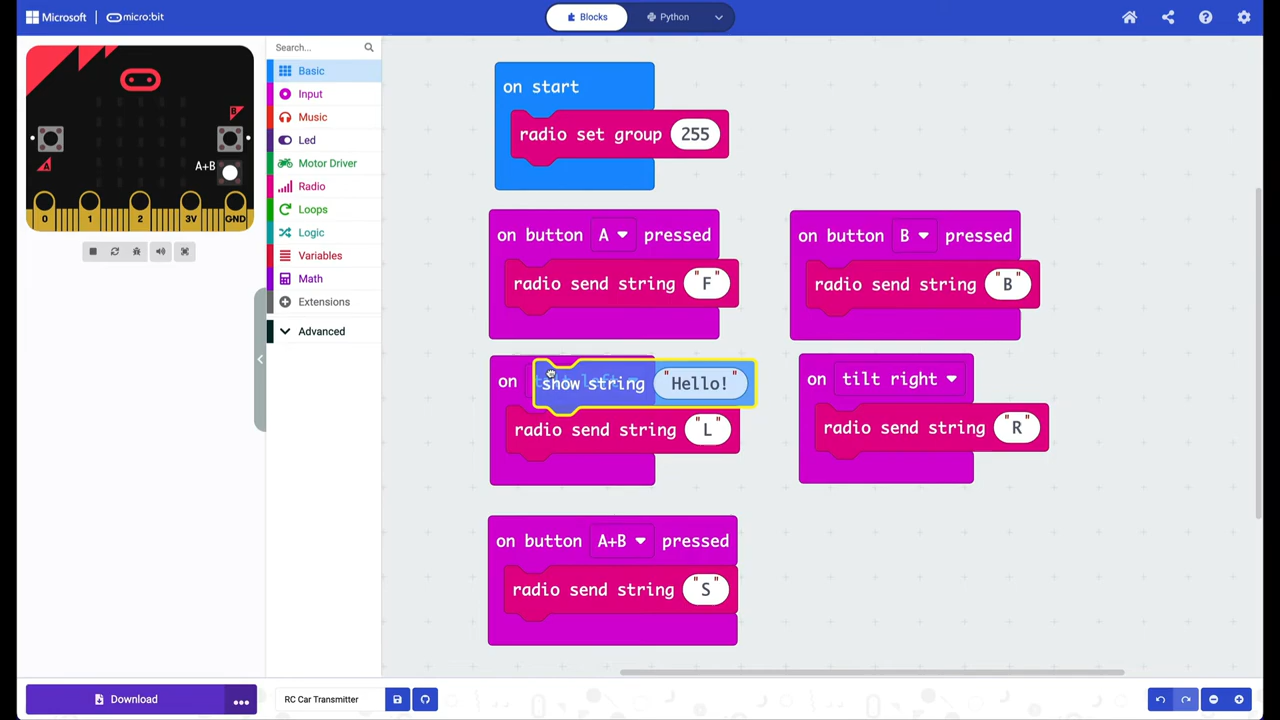 Microsoft micro:bit
Blocks Python
Search...
Basic
Input
Music
Led
Motor Driver
Radio
Loops
Logic
Variables
Math
Extensions
Advanced
A B
A+B
0 1 2 3V GND
on start
radio set group 255
on button A pressed
radio send string "F"
on button B pressed
radio send string "B"
on tilt left
show string "Hello!"
radio send string "L"
on tilt right
radio send string "R"
on button A+B pressed
radio send string "S"
Download ... RC Car Transmitter